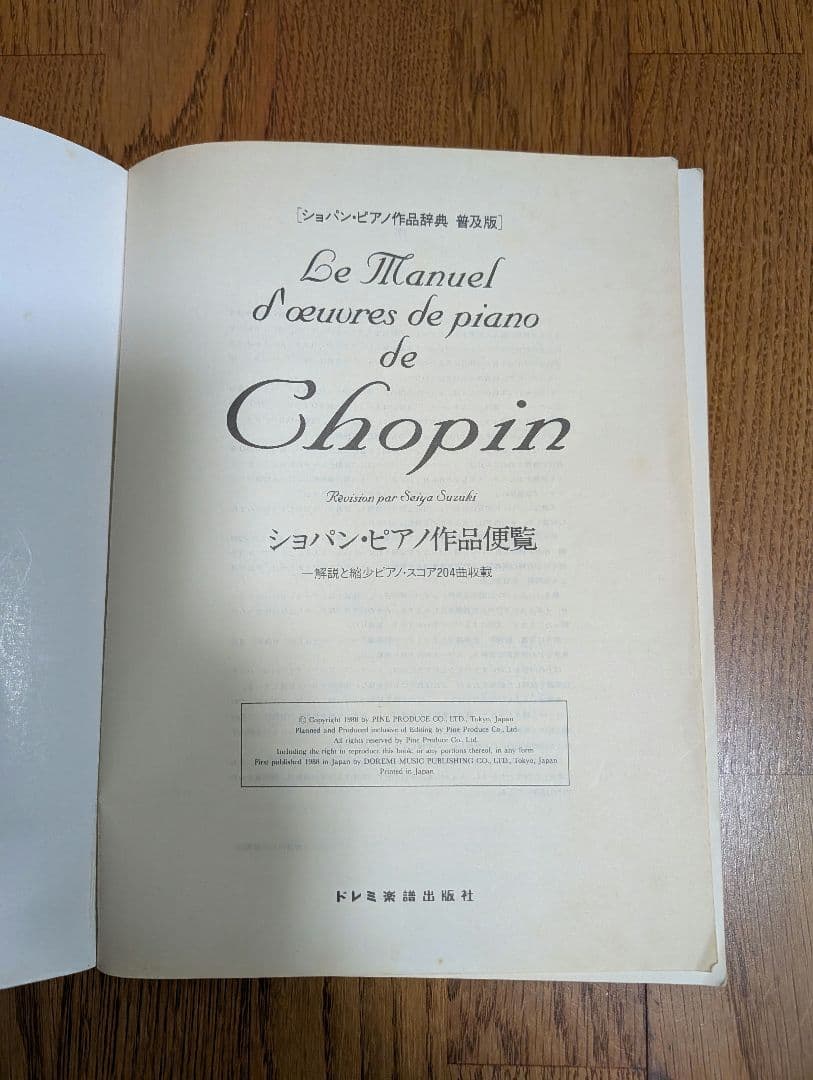 [ショパン・ピアノ作品辞典 普及版]
Le Manuel
d'œuvres de piano
de
Chopin
Révision par Seiya Suzuki
ショパン・ピアノ作品便覧
—解説と縮少ピアノ・スコア204曲収載
Ⓒ Copyright 1988 by PINE PRODUCE CO., LTD., Tokyo, Japan
Planned and Produced inclusive of Editing by Pine Produce Co., Ltd.
All rights reserved by Pine Produce Co., Ltd.
Including the right to reproduce this book, or any portions thereof, in any form
First published 1988 in Japan by DOREMI MUSIC PUBLISHING CO., LTD., Tokyo, Japan
Printed in Japan
ドレミ楽譜出版社